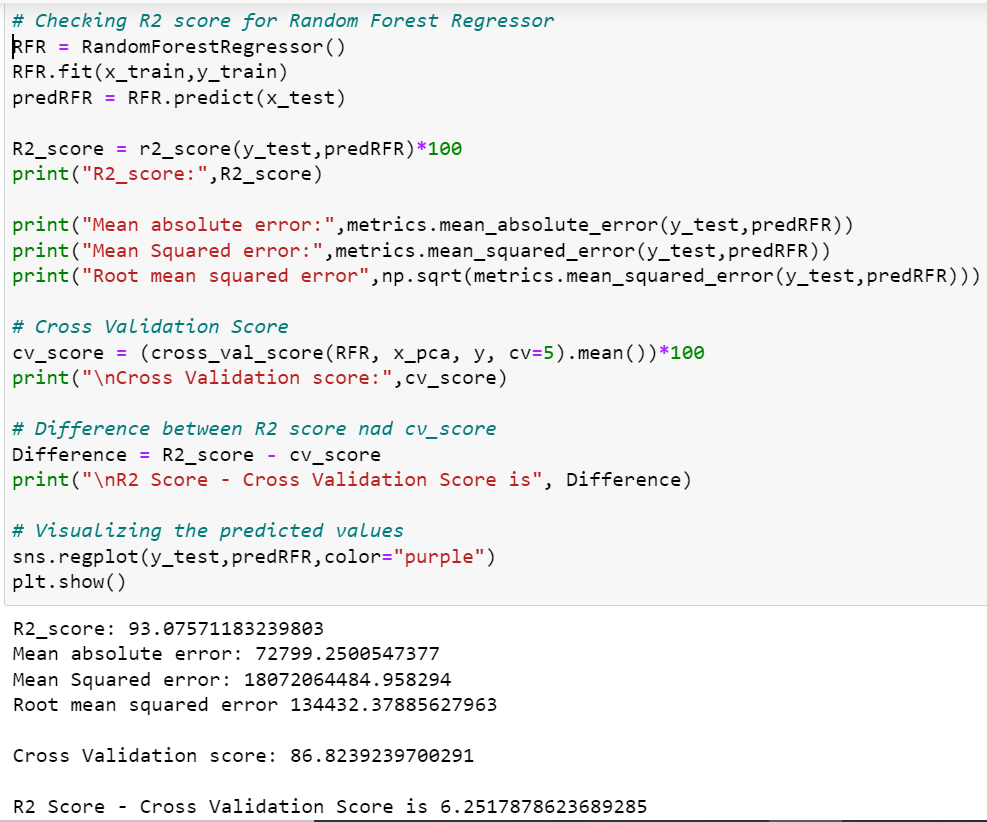 # Checking R2 score for Random Forest Regressor
RFR = RandomForestRegressor()
RFR.fit(x_train,y_train)
predRFR = RFR.predict(x_test)
R2_score = r2_score(y_test,predRFR)*100
print("R2_score:",R2_score)
print("Mean absolute error:",metrics.mean_absolute_error(y_test,predRFR))
print("Mean Squared error:",metrics.mean_squared_error(y_test,predRFR))
print("Root mean squared error",np.sqrt(metrics.mean_squared_error(y_test,predRFR)))
# Cross Validation Score
cv_score = (cross_val_score(RFR, x_pca, y, cv=5).mean())*100
print("\nCross Validation score:",cv_score)
# Difference between R2 score nad cv_score
Difference = R2_score - cv_score
print("\nR2 Score - Cross Validation Score is", Difference)
# Visualizing the predicted values
sns.regplot(y_test,predRFR,color="purple")
plt.show()
R2_score: 93.07571183239803
Mean absolute error: 72799.2500547377
Mean Squared error: 18072064484.958294
Root mean squared error 134432.37885627963
Cross Validation score: 86.8239239700291
R2 Score - Cross Validation Score is 6.2517878623689285